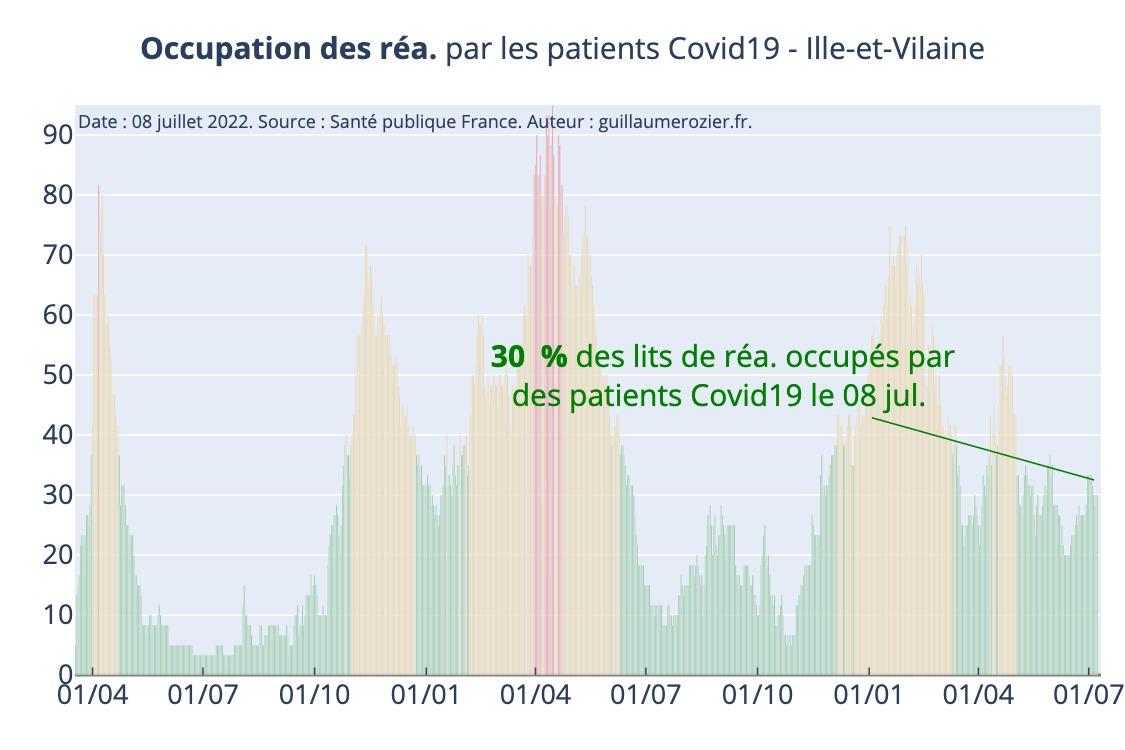 Occupation des réa. par les patients Covid19 - Ille-et-Vilaine
Date : 08 juillet 2022. Source : Santé publique France. Auteur : guillaumerozier.fr.
90
80
70
60
50
40
30
20
10
0
30 % des lits de réa. occupés par
des patients Covid19 le 08 jul.
01/04 01/07 01/10 01/01 01/04 01/07 01/10 01/01 01/04 01/07